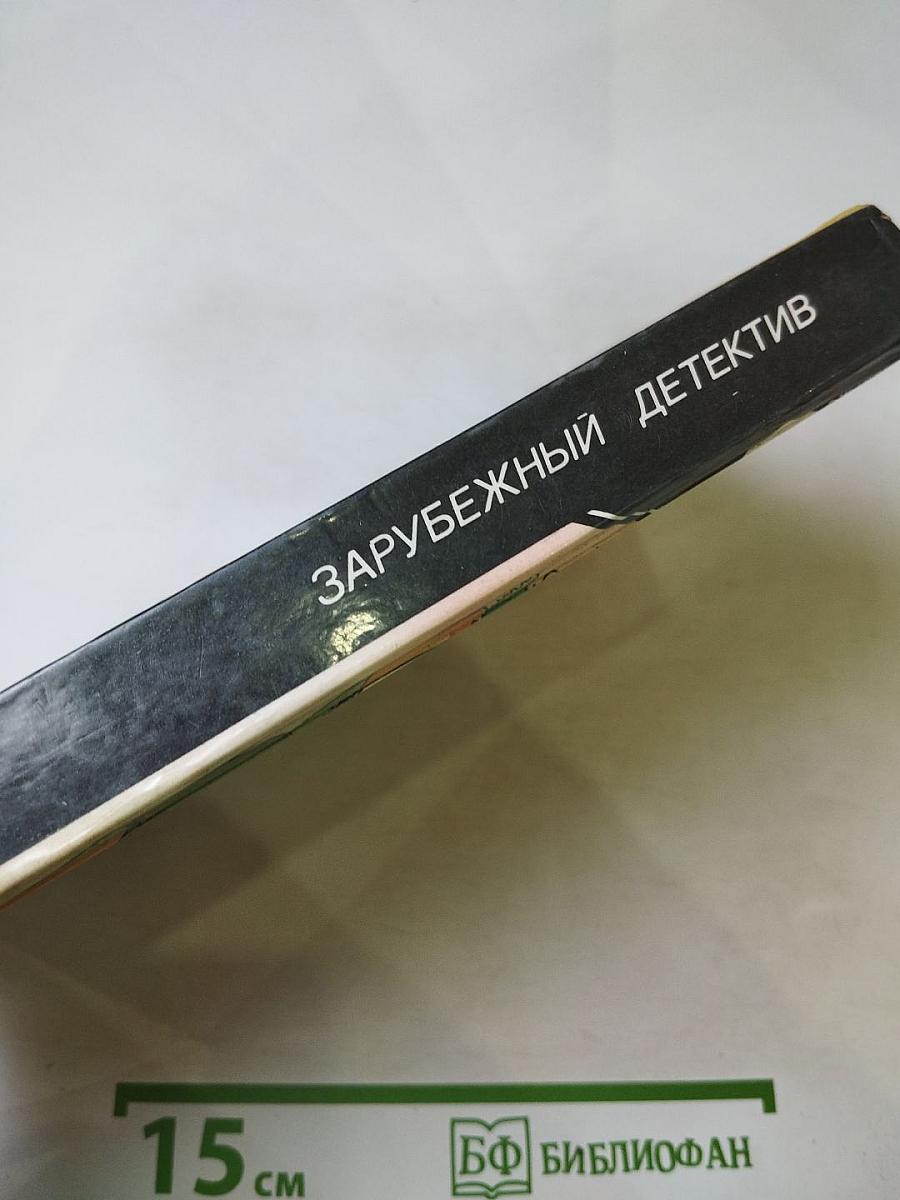 ЗАРУБЕЖНЫЙ ДЕТЕКТИВ
15 см
БФ БИБЛИОФАН